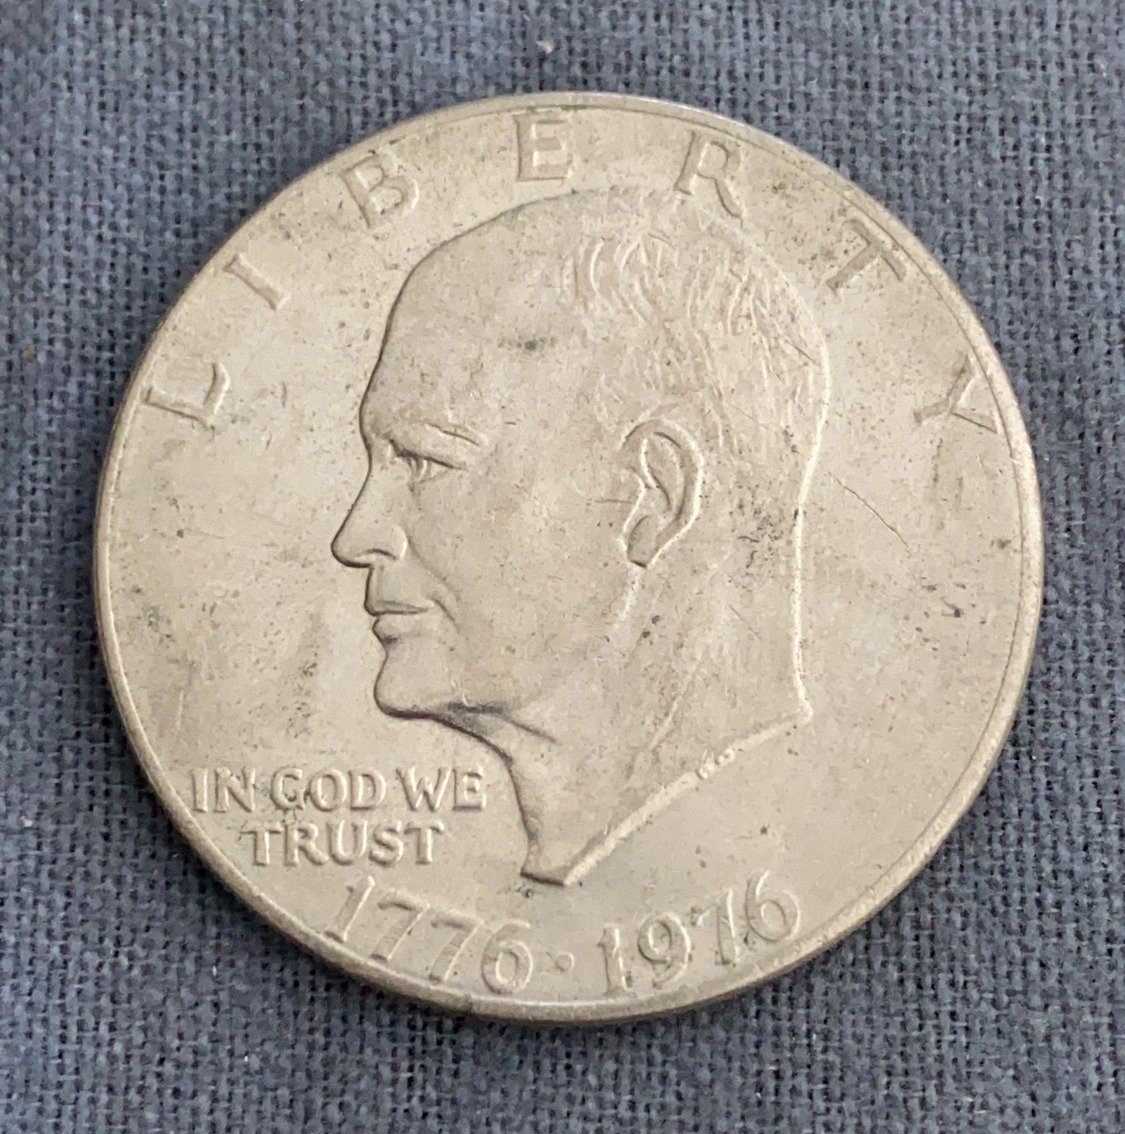 LIBERTY
IN GOD WE
TRUST
1776·1976